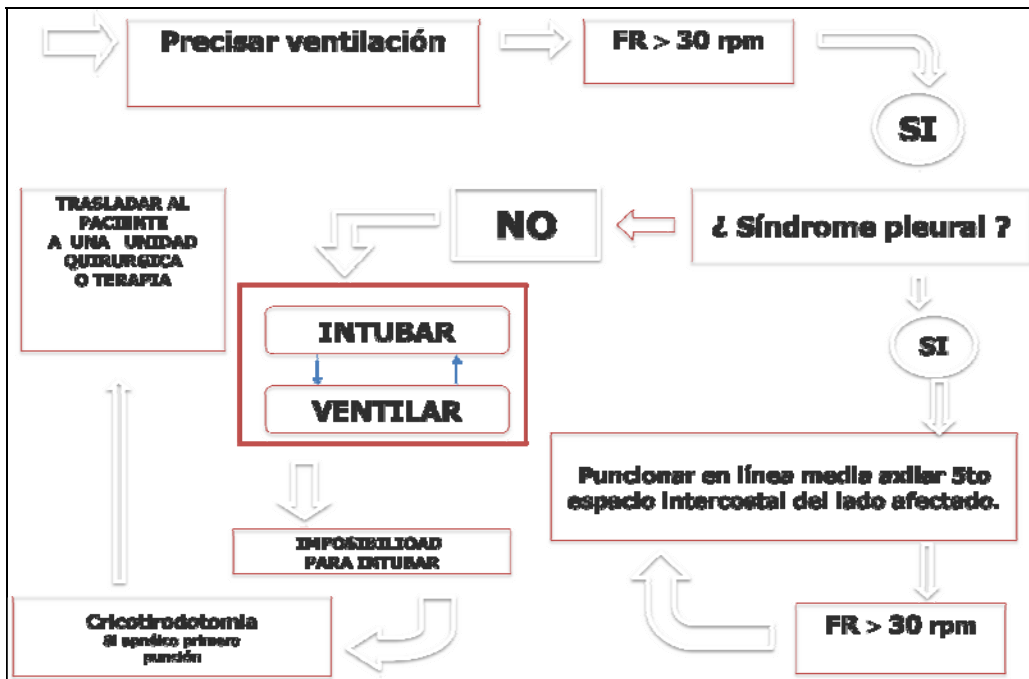 Precisar ventilación
FR > 30 rpm
SI
¿ Síndrome pleural ?
NO
TRASLADAR AL
PACIENTE
A UNA UNIDAD
QUIRURGICA
O TERAPIA
INTUBAR
VENTILAR
SI
Puncionar en línea media axilar 5to
espacio intercostal del lado afectado.
IMPOSIBILIDAD
PARA INTUBAR
FR > 30 rpm
Cricotirodotomia
Si apnéico primero
punción